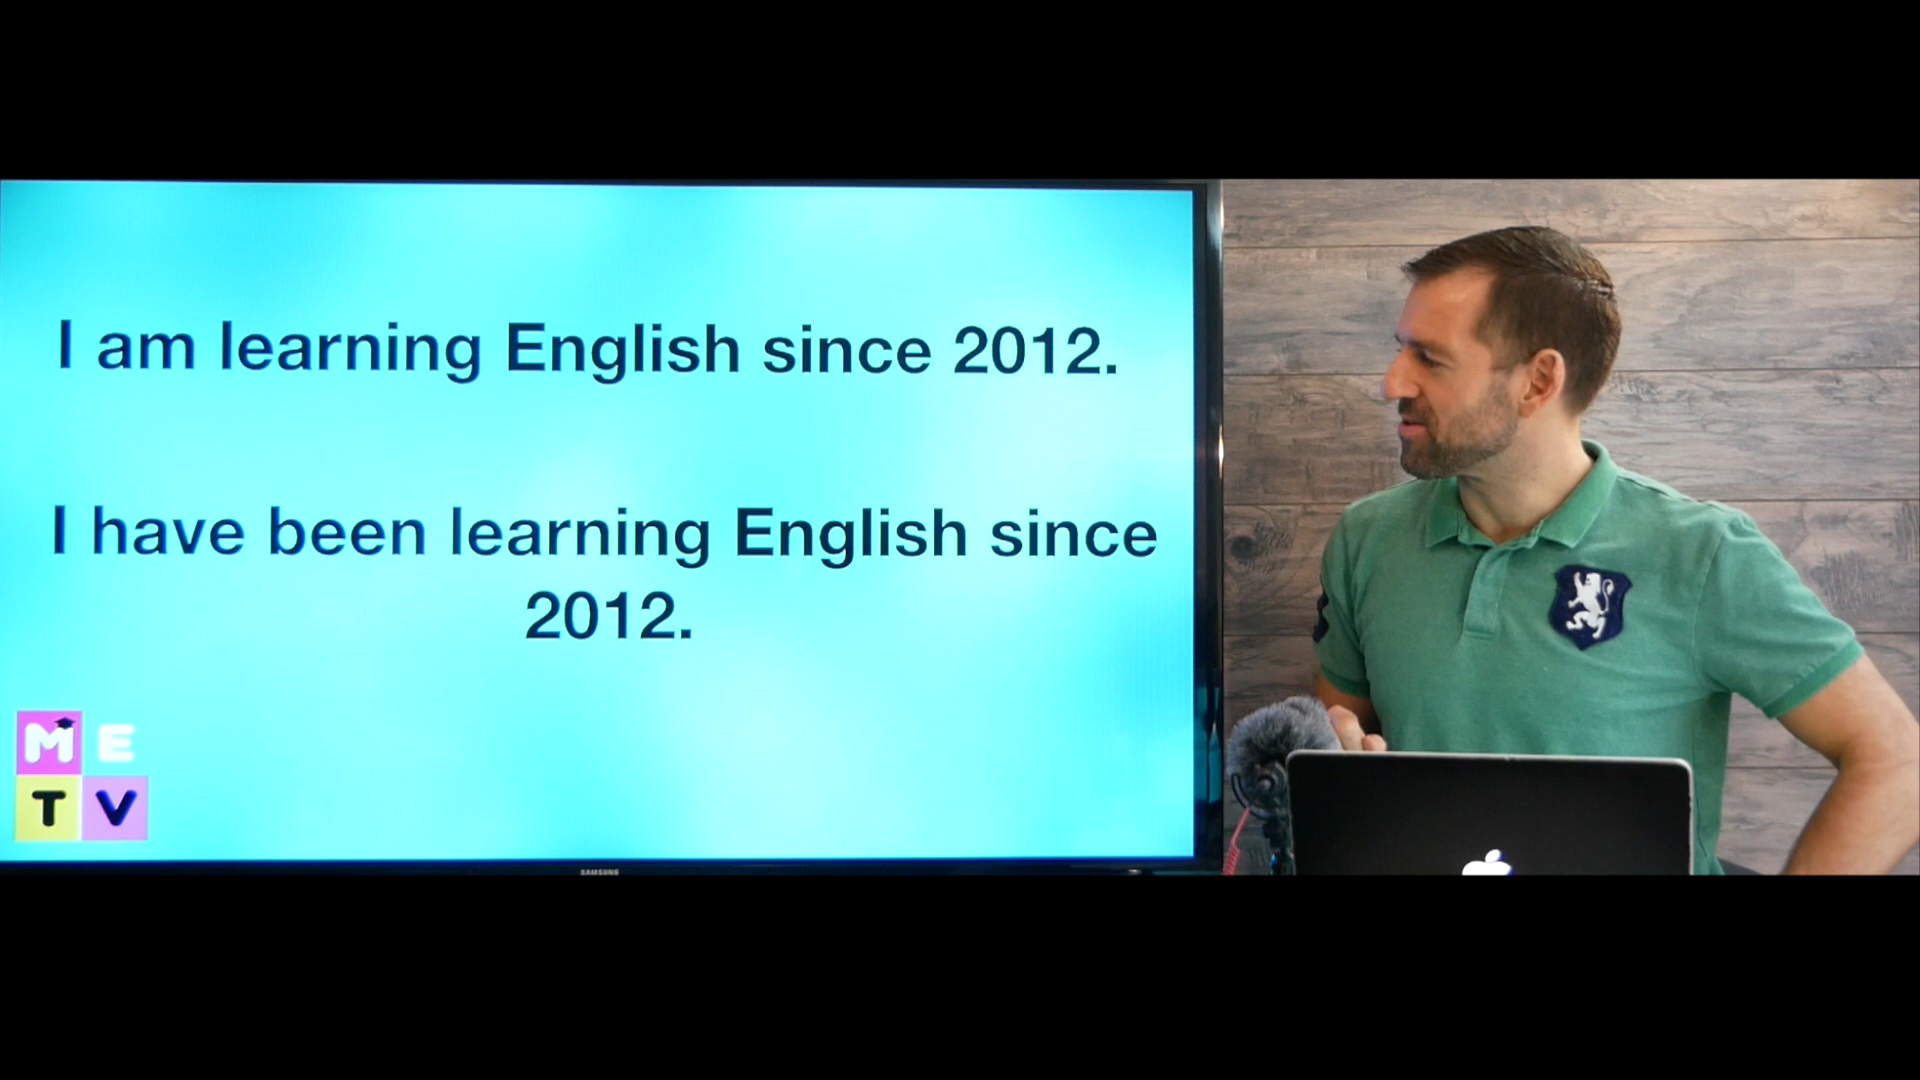 I am learning English since 2012.
I have been learning English since
2012.
M E
T V
SAMSUNG